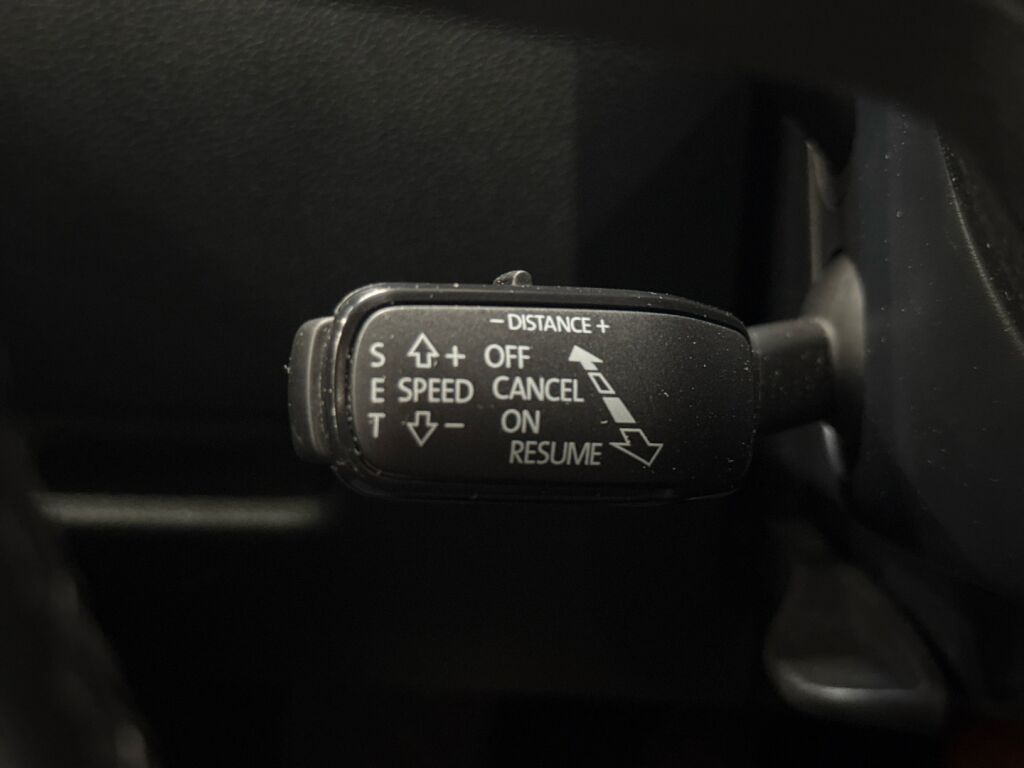 – DISTANCE +
S + OFF
E SPEED CANCEL
T – ON
RESUME